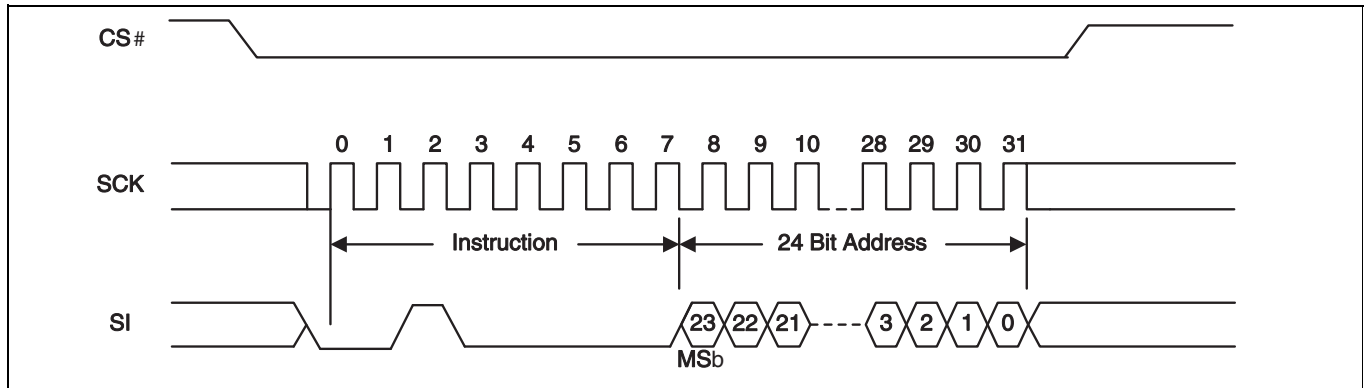 CS#
0 1 2 3 4 5 6 7 8 9 10 28 29 30 31
SCK
Instruction 24 Bit Address
SI 23 22 21 3 2 1 0
MSb